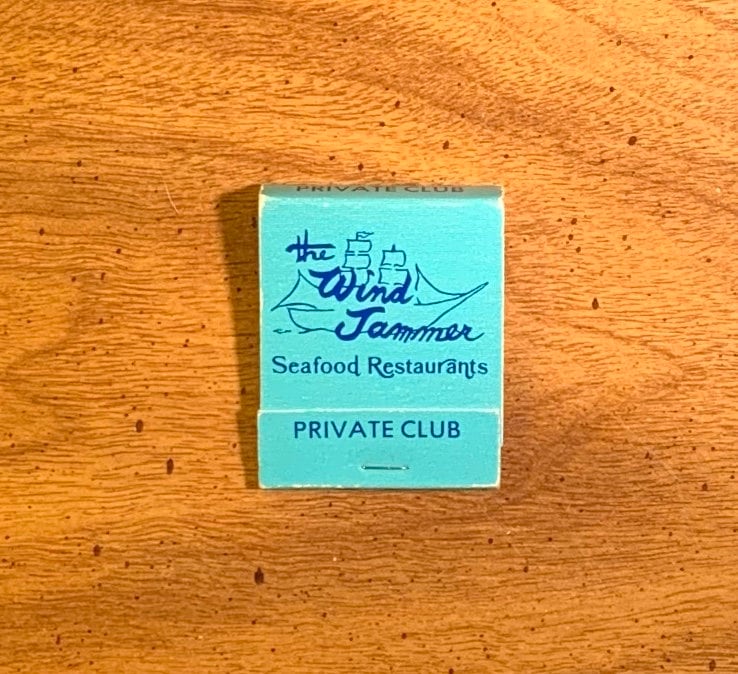 PRIVATE CLUB
the
Wind
Jammer
Seafood Restaurants
PRIVATE CLUB